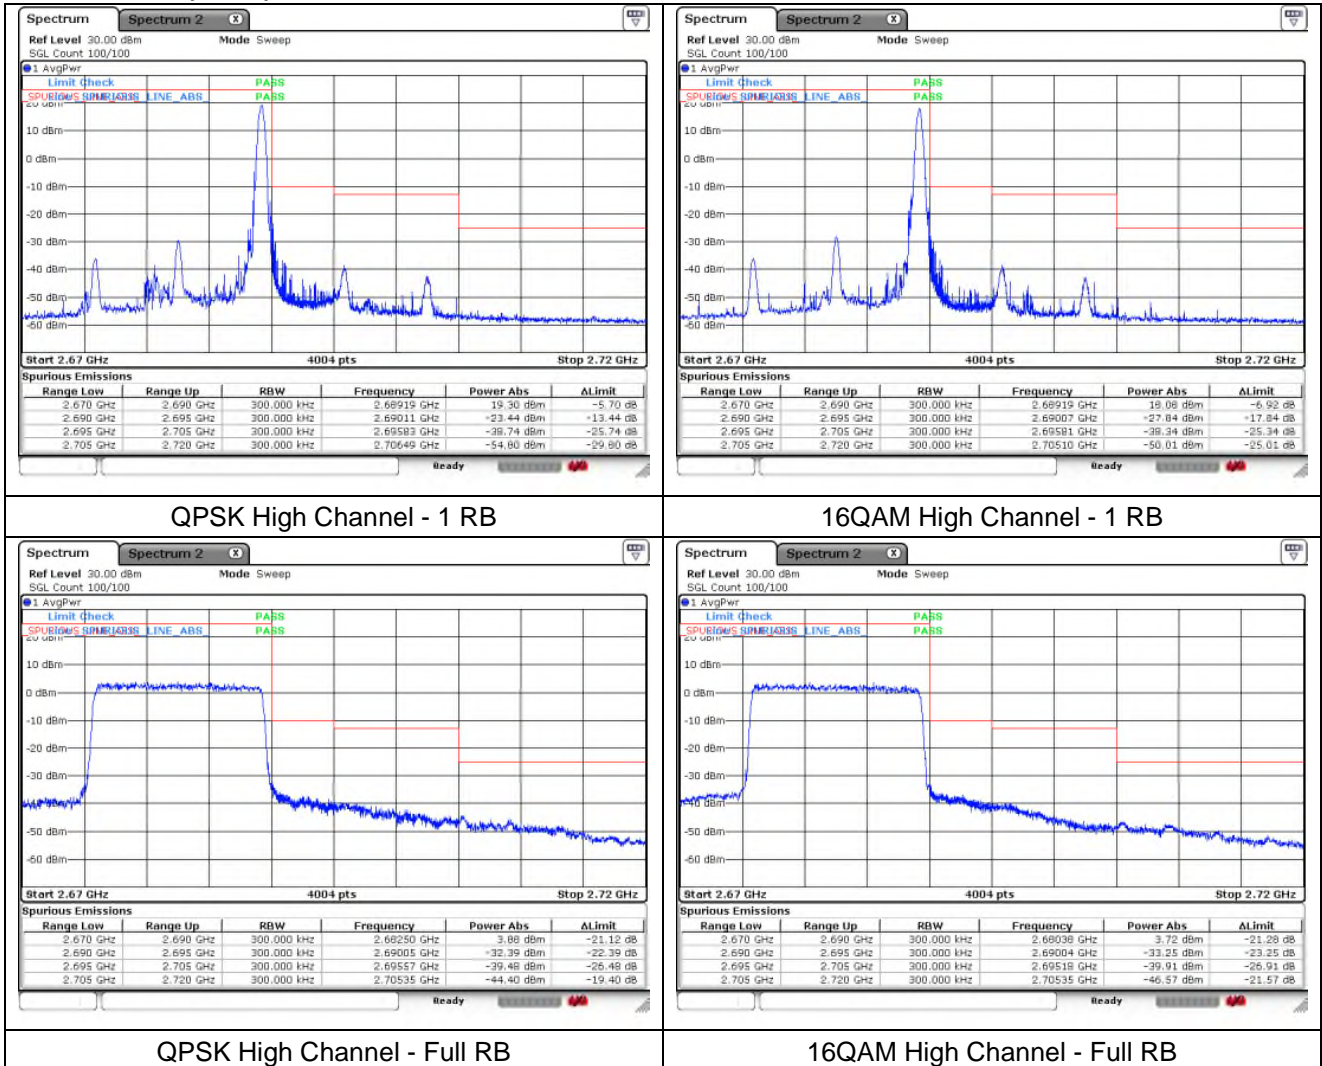 Spectrum Spectrum 2 X
Ref Level 30.00 dBm Mode Sweep
SGL Count 100/100
1 AvgPwr
Limit Check PASS
LINE_ABS PASS
20 dBm
10 dBm
0 dBm
-10 dBm
-20 dBm
-30 dBm
-40 dBm
-50 dBm
-60 dBm
Start 2.67 GHz 4004 pts Stop 2.72 GHz
Spurious Emissions
Range Low Range Up RBW Frequency Power Abs ΔLimit
2.670 GHz 2.690 GHz 300.000 kHz 2.68919 GHz 19.30 dBm -5.70 dB
2.690 GHz 2.695 GHz 300.000 kHz 2.69011 GHz -23.44 dBm -13.44 dB
2.695 GHz 2.705 GHz 300.000 kHz 2.69583 GHz -38.74 dBm -25.74 dB
2.705 GHz 2.720 GHz 300.000 kHz 2.70649 GHz -54.80 dBm -29.80 dB
Ready
QPSK High Channel - 1 RB
Spectrum Spectrum 2 X
Ref Level 30.00 dBm Mode Sweep
SGL Count 100/100
1 AvgPwr
Limit Check PASS
LINE_ABS PASS
20 dBm
10 dBm
0 dBm
-10 dBm
-20 dBm
-30 dBm
-40 dBm
-50 dBm
-60 dBm
Start 2.67 GHz 4004 pts Stop 2.72 GHz
Spurious Emissions
Range Low Range Up RBW Frequency Power Abs ΔLimit
2.670 GHz 2.690 GHz 300.000 kHz 2.68919 GHz 18.08 dBm -6.92 dB
2.690 GHz 2.695 GHz 300.000 kHz 2.69007 GHz -27.84 dBm -17.84 dB
2.695 GHz 2.705 GHz 300.000 kHz 2.69581 GHz -38.34 dBm -25.34 dB
2.705 GHz 2.720 GHz 300.000 kHz 2.70510 GHz -50.01 dBm -25.01 dB
Ready
16QAM High Channel - 1 RB
Spectrum Spectrum 2 X
Ref Level 30.00 dBm Mode Sweep
SGL Count 100/100
1 AvgPwr
Limit Check PASS
LINE_ABS PASS
20 dBm
10 dBm
0 dBm
-10 dBm
-20 dBm
-30 dBm
-40 dBm
-50 dBm
-60 dBm
Start 2.67 GHz 4004 pts Stop 2.72 GHz
Spurious Emissions
Range Low Range Up RBW Frequency Power Abs ΔLimit
2.670 GHz 2.690 GHz 300.000 kHz 2.68250 GHz 3.88 dBm -21.12 dB
2.690 GHz 2.695 GHz 300.000 kHz 2.69005 GHz -32.39 dBm -22.39 dB
2.695 GHz 2.705 GHz 300.000 kHz 2.69557 GHz -39.48 dBm -26.48 dB
2.705 GHz 2.720 GHz 300.000 kHz 2.70535 GHz -44.40 dBm -19.40 dB
Ready
QPSK High Channel - Full RB
Spectrum Spectrum 2 X
Ref Level 30.00 dBm Mode Sweep
SGL Count 100/100
1 AvgPwr
Limit Check PASS
LINE_ABS PASS
20 dBm
10 dBm
0 dBm
-10 dBm
-20 dBm
-30 dBm
-40 dBm
-50 dBm
-60 dBm
Start 2.67 GHz 4004 pts Stop 2.72 GHz
Spurious Emissions
Range Low Range Up RBW Frequency Power Abs ΔLimit
2.670 GHz 2.690 GHz 300.000 kHz 2.68038 GHz 3.72 dBm -21.28 dB
2.690 GHz 2.695 GHz 300.000 kHz 2.69004 GHz -33.25 dBm -23.25 dB
2.695 GHz 2.705 GHz 300.000 kHz 2.69518 GHz -39.91 dBm -26.91 dB
2.705 GHz 2.720 GHz 300.000 kHz 2.70535 GHz -46.57 dBm -21.57 dB
Ready
16QAM High Channel - Full RB